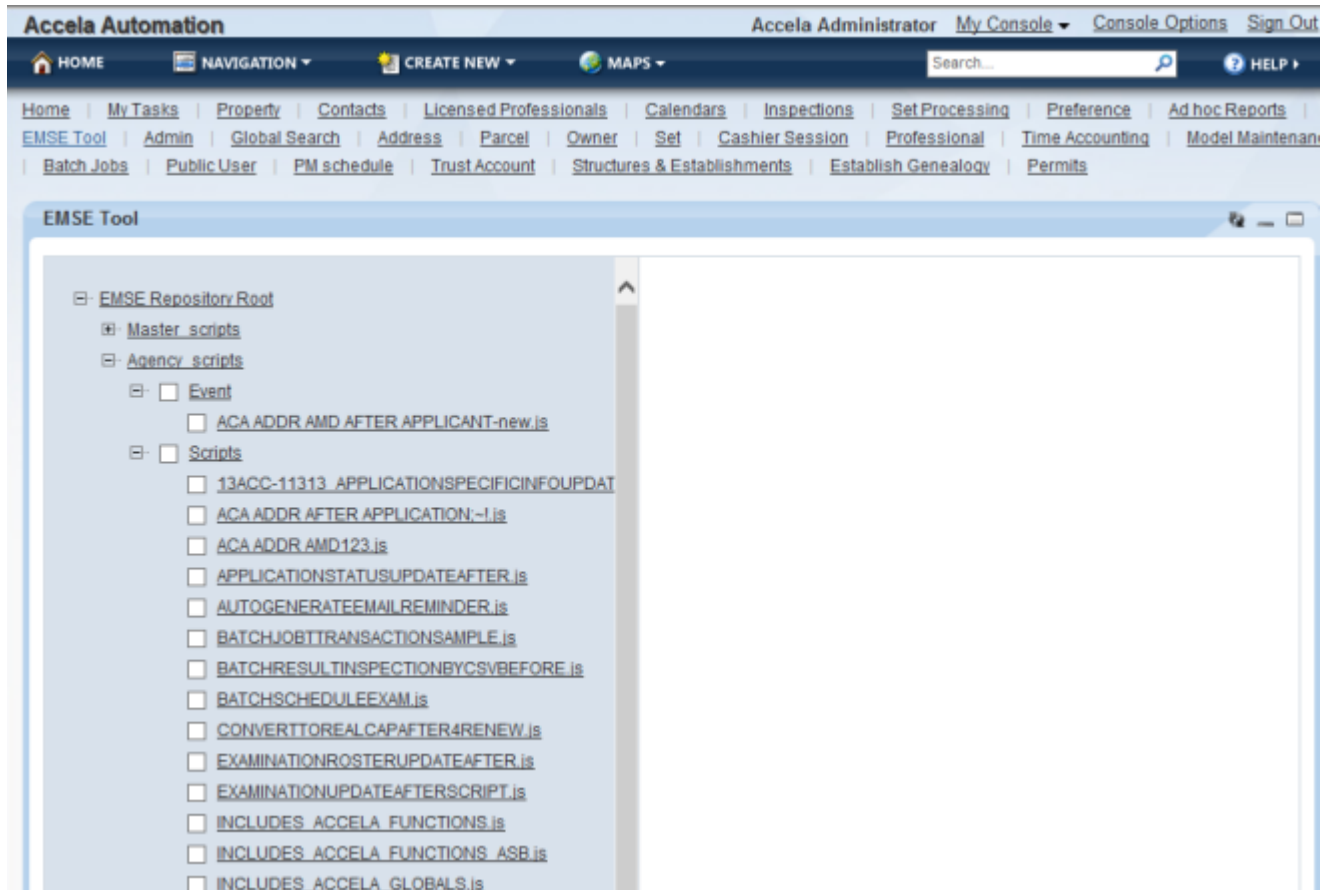 Accela Automation Accela Administrator My Console Console Options Sign Out
HOME NAVIGATION CREATE NEW MAPS Search... HELP
Home | My Tasks | Property | Contacts | Licensed Professionals | Calendars | Inspections | Set Processing | Preference | Ad hoc Reports |
EMSE Tool | Admin | Global Search | Address | Parcel | Owner | Set | Cashier Session | Professional | Time Accounting | Model Maintenan
| Batch Jobs | Public User | PM schedule | Trust Account | Structures & Establishments | Establish Genealogy | Permits
EMSE Tool
EMSE Repository Root
Master_scripts
Agency_scripts
Event
ACA ADDR AMD AFTER APPLICANT-new.js
Scripts
13ACC-11313_APPLICATIONSPECIFICINFOUPDAT
ACA ADDR AFTER APPLICATION;~!.js
ACA ADDR AMD123.js
APPLICATIONSTATUSUPDATEAFTER.js
AUTOGENERATEEMAILREMINDER.js
BATCHJOBTTRANSACTIONSAMPLE.js
BATCHRESULTINSPECTIONBYCSVBEFORE.js
BATCHSCHEDULEEXAM.js
CONVERTTOREALCAPAFTER4RENEW.js
EXAMINATIONROSTERUPDATEAFTER.js
EXAMINATIONUPDATEAFTERSCRIPT.js
INCLUDES_ACCELA_FUNCTIONS.js
INCLUDES_ACCELA_FUNCTIONS_ASB.js
INCLUDES_ACCELA_GLOBALS.js